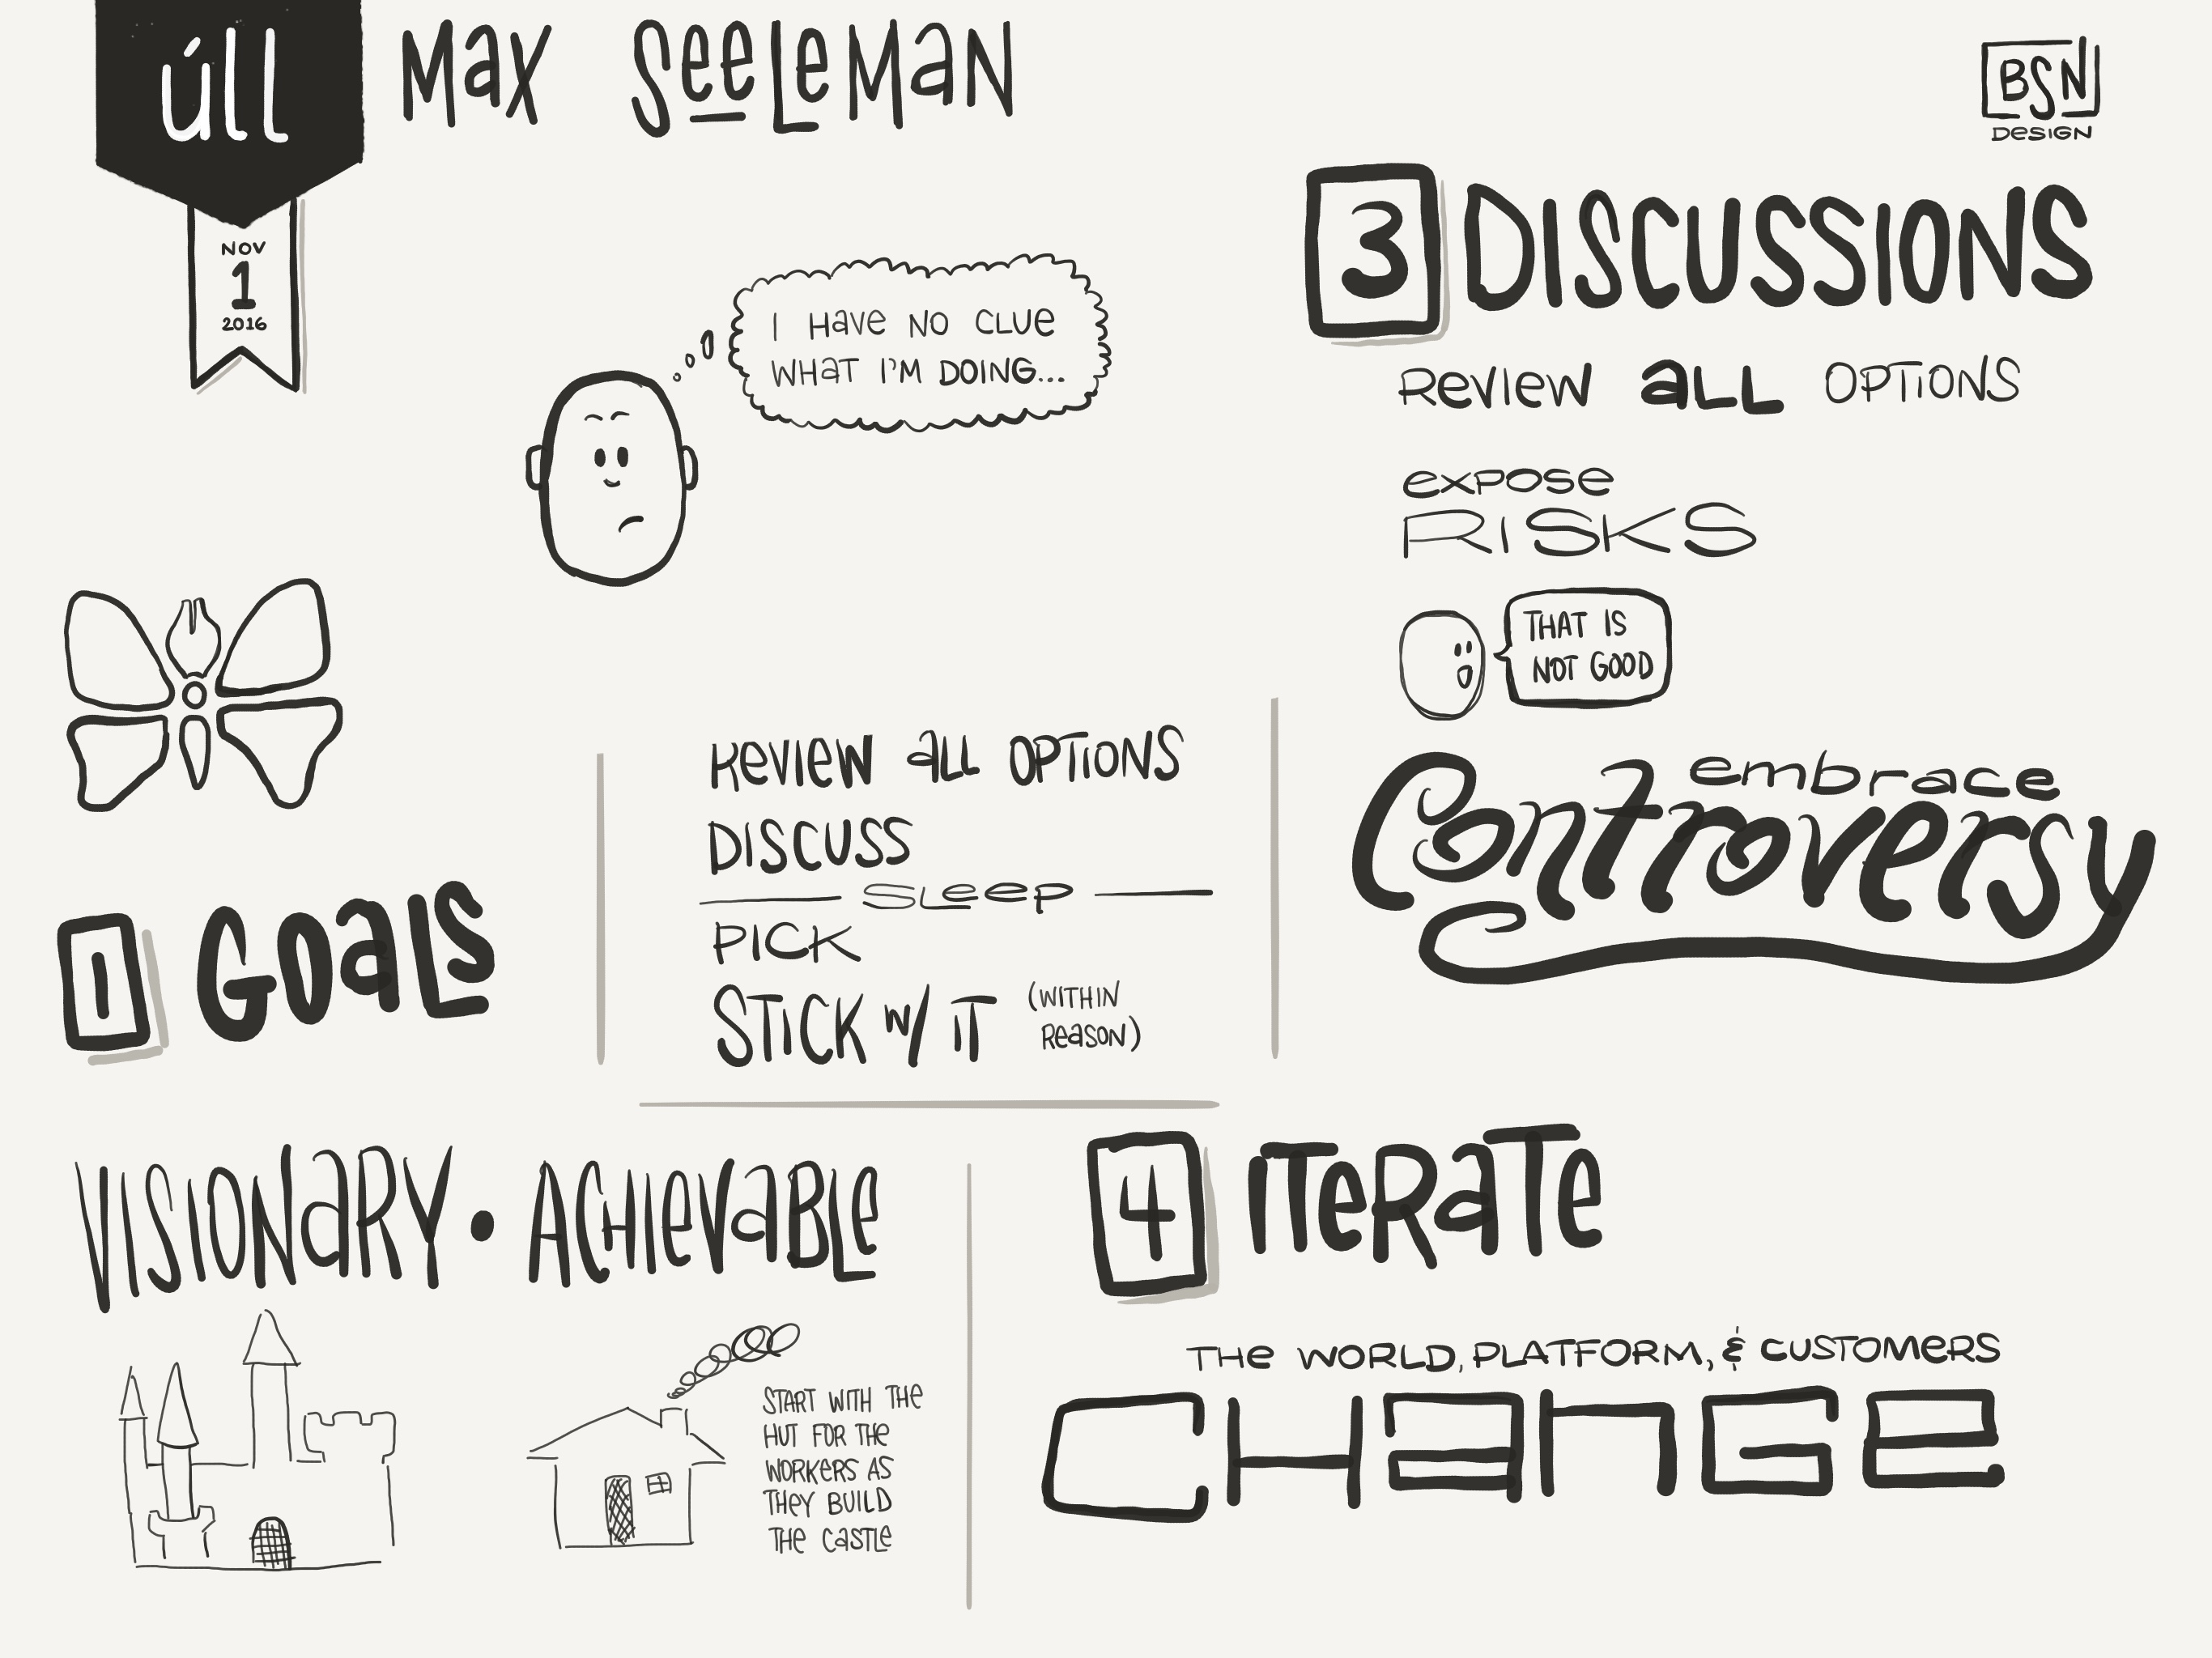 úll
Max Seeleman
NOV
1
2016
BSN
DESIGN
I HAVE NO CLUE
WHAT I'M DOING...
1 GOALS
VISIONARY • ACHIEVABLE
START WITH THE
HUT FOR THE
WORKERS AS
THEY BUILD
THE CASTLE
REVIEW ALL OPTIONS
DISCUSS
SLEEP
PICK
STICK W/ IT (WITHIN
REASON)
3 DISCUSSIONS
REVIEW ALL OPTIONS
EXPOSE
RISKS
THAT IS
NOT GOOD
embrace
Controversy
4 ITERATE
THE WORLD, PLATFORM, & CUSTOMERS
CHANGE